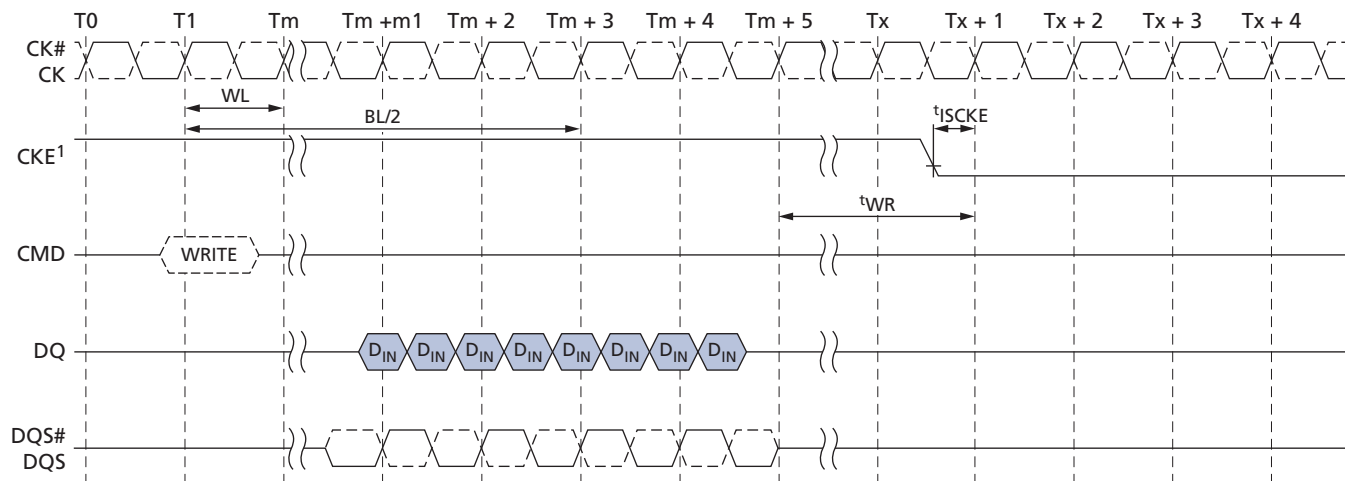 T0 T1 Tm Tm +m1 Tm + 2 Tm + 3 Tm + 4 Tm + 5 Tx Tx + 1 Tx + 2 Tx + 3 Tx + 4
CK#
CK
WL
BL/2
tISCKE
CKE1
tWR
CMD WRITE
DQ DIN DIN DIN DIN DIN DIN DIN DIN
DQS#
DQS